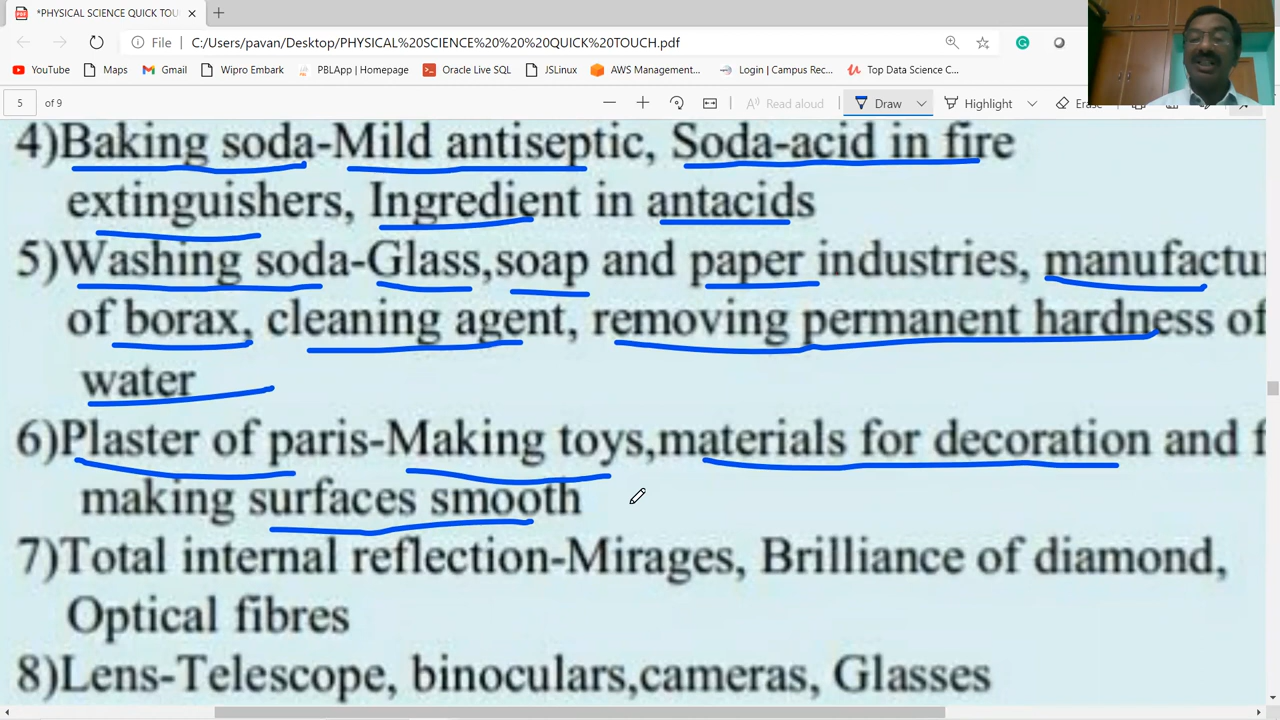 *PHYSICAL SCIENCE QUICK TOU
File C:/Users/pavan/Desktop/PHYSICAL%20SCIENCE%20%20%20QUICK%20TOUCH.pdf
YouTube Maps Gmail Wipro Embark PBLApp | Homepage Oracle Live SQL JSLinux AWS Management... Login | Campus Rec... Top Data Science C...
5 of 9 Read aloud Draw Highlight Erase
4)Baking soda-Mild antiseptic, Soda-acid in fire
extinguishers, Ingredient in antacids
5)Washing soda-Glass,soap and paper industries, manufactu
of borax, cleaning agent, removing permanent hardness of
water
6)Plaster of paris-Making toys,materials for decoration and f
making surfaces smooth
7)Total internal reflection-Mirages, Brilliance of diamond,
Optical fibres
8)Lens-Telescope, binoculars,cameras, Glasses